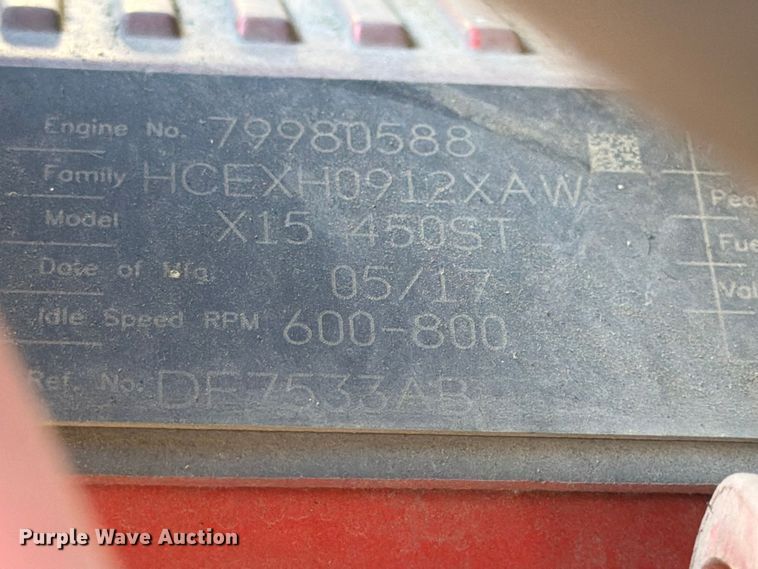 Engine No. 79980588
Family HCEXH0912XAW
Model X15 450ST
Date of Mfg. 05/17
Idle Speed RPM 600-800
Ref. No. DF7533AB
Purple Wave Auction